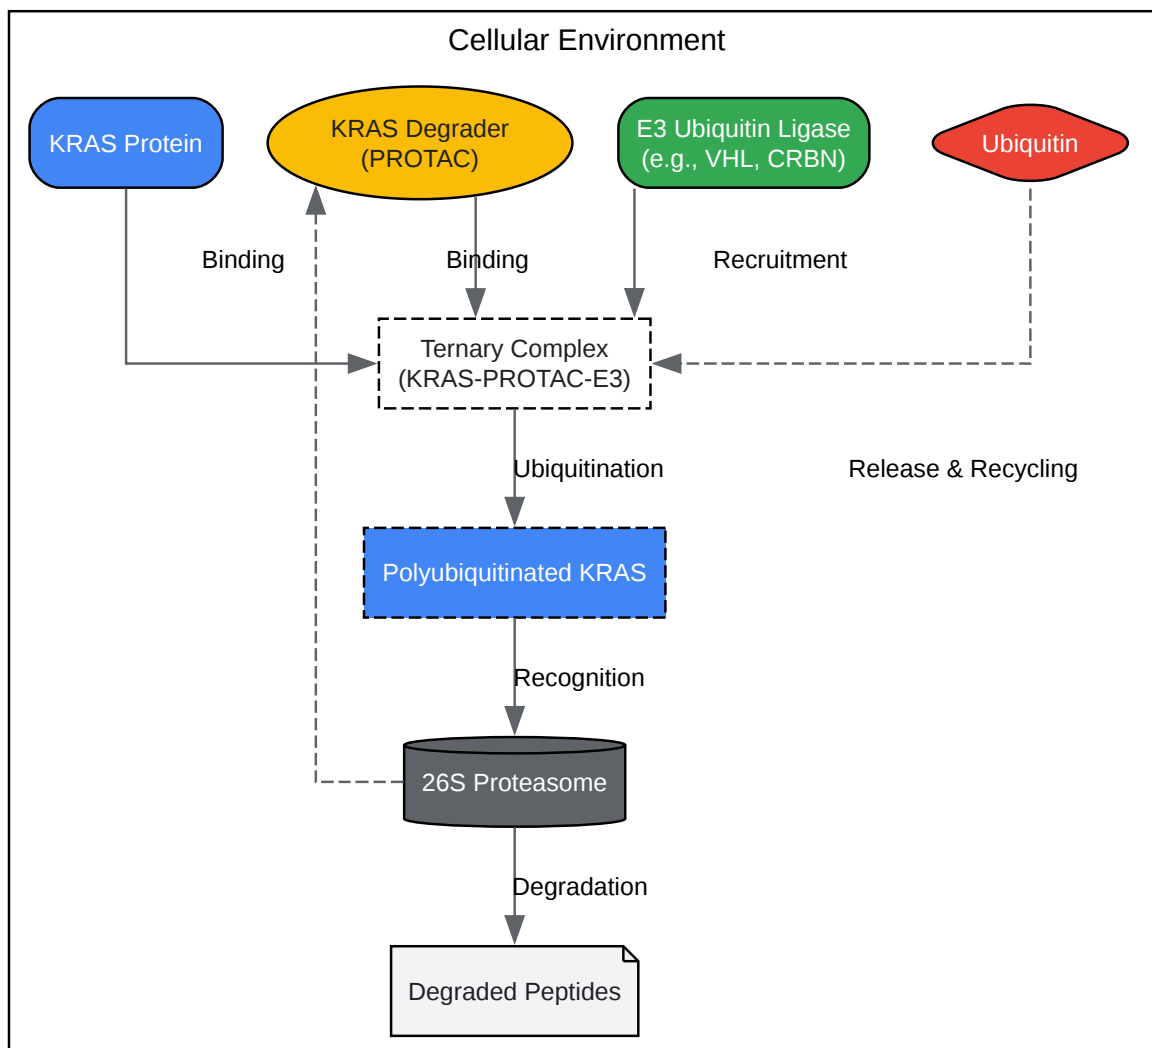 Cellular Environment
KRAS Protein
KRAS Degrader
(PROTAC)
E3 Ubiquitin Ligase
(e.g., VHL, CRBN)
Ubiquitin
Binding
Binding
Recruitment
Ternary Complex
(KRAS-PROTAC-E3)
Ubiquitination
Release & Recycling
Polyubiquitinated KRAS
Recognition
26S Proteasome
Degradation
Degraded Peptides